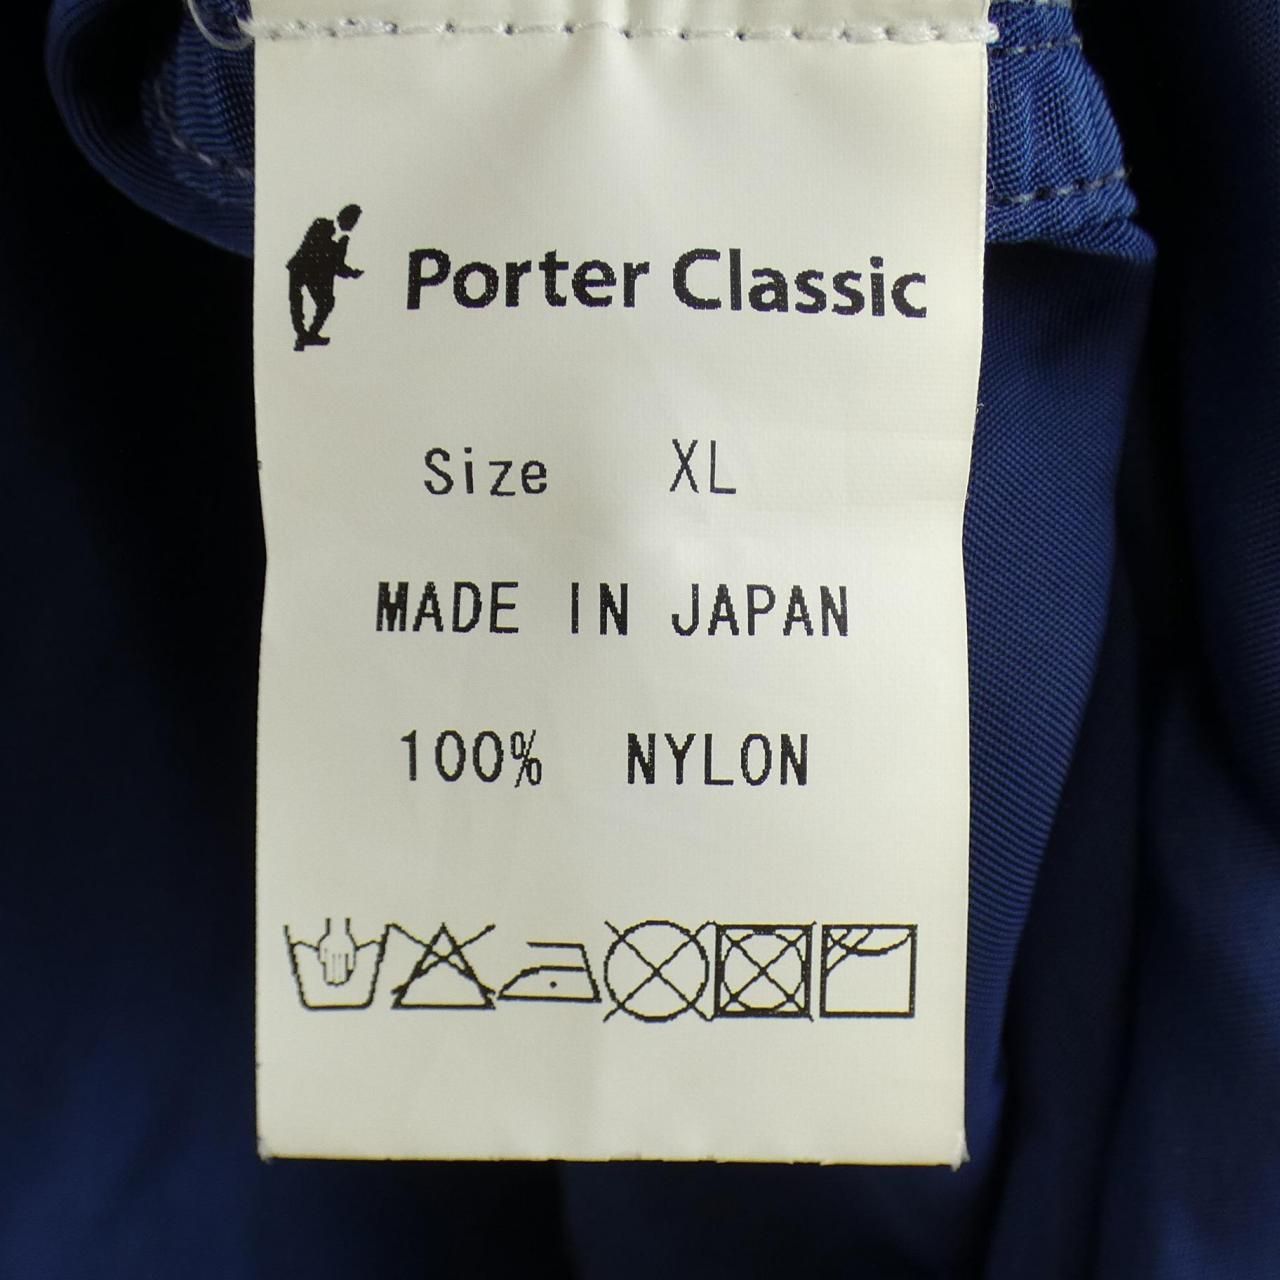 Porter Classic
Size XL
MADE IN JAPAN
100% NYLON